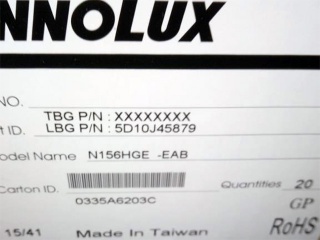 NNOLUX
NO.
TBG P/N : XXXXXXXX
t ID. LBG P/N : 5D10J45879
odel Name N156HGE -EAB
Carton ID Quantities 20
0335A6203C GP
15/41 Made In Taiwan RoHS